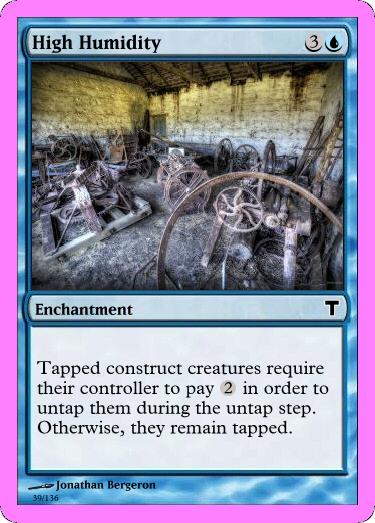 High Humidity 3
Enchantment T
Tapped construct creatures require
their controller to pay 2 in order to
untap them during the untap step.
Otherwise, they remain tapped.
Jonathan Bergeron
39/136